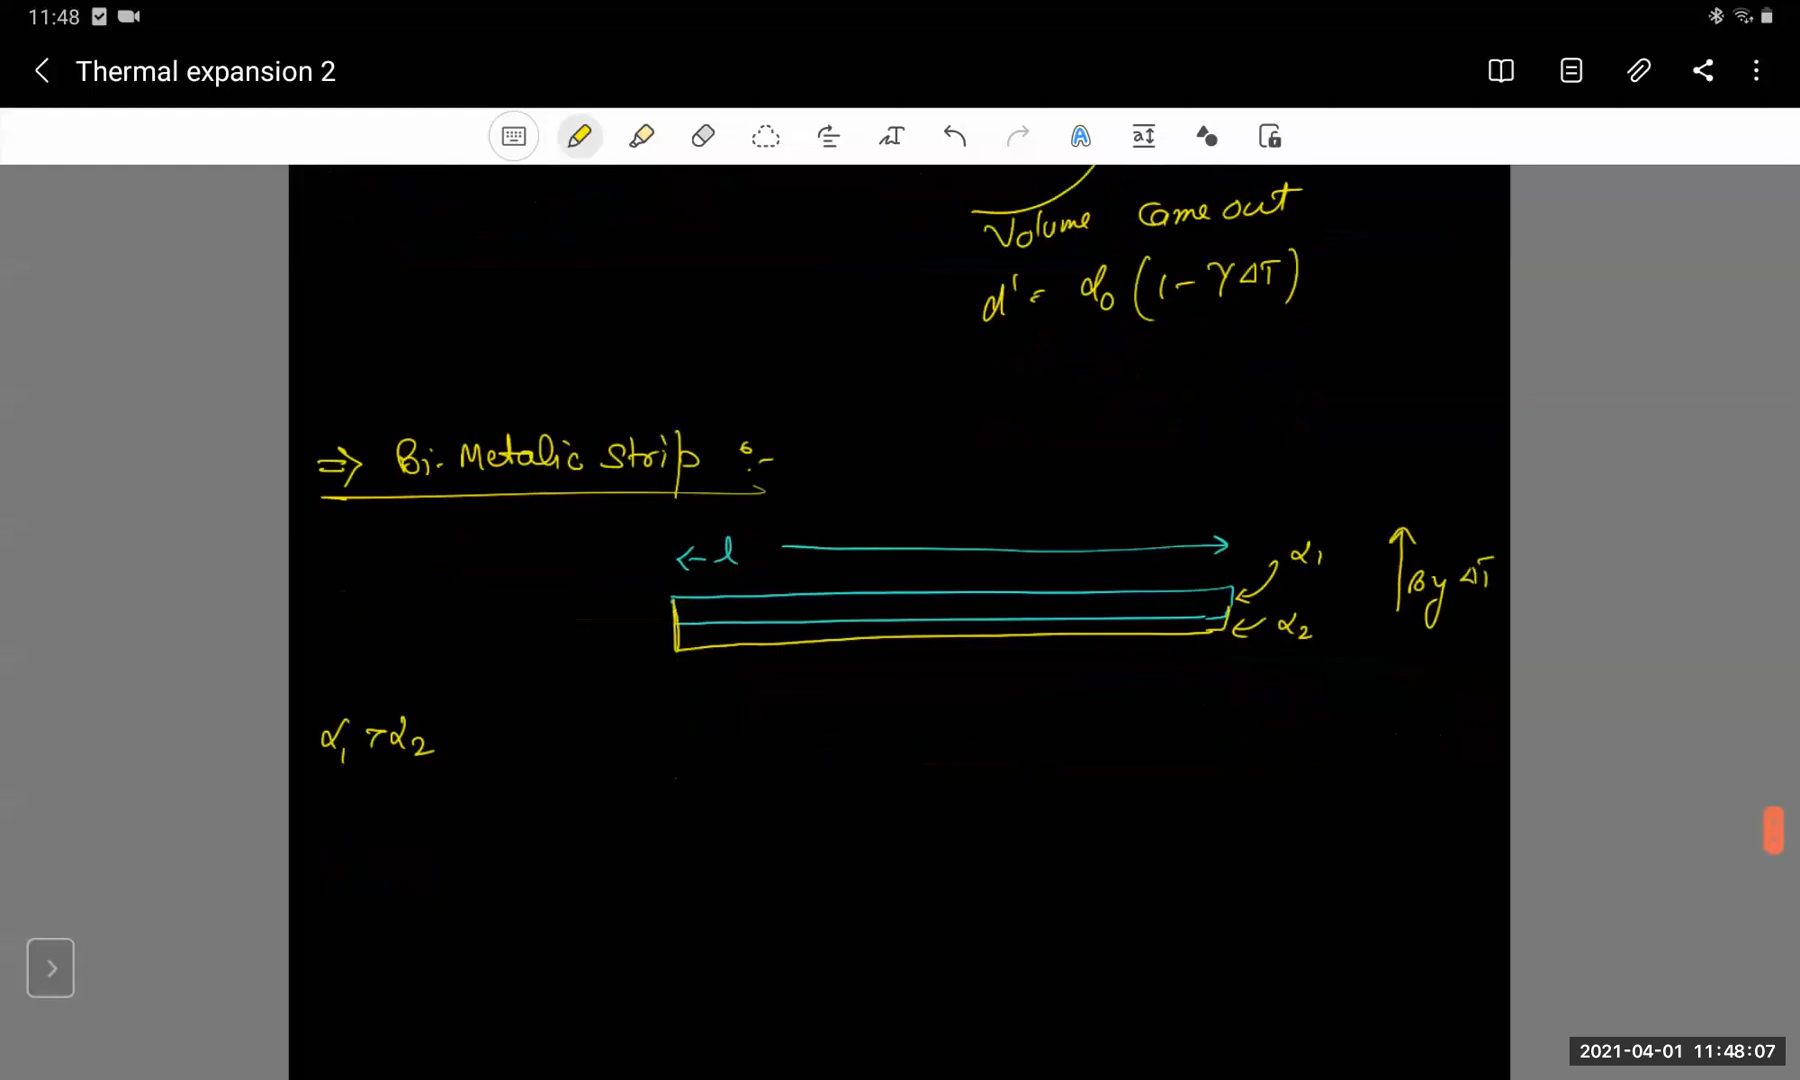 11:48
Thermal expansion 2
Volume Came out
d' = d₀ (1 - γΔT)
⇒ Bi-Metalic Strip :-
← l →
α₁
By ΔT
α₂
α₁ > α₂
2021-04-01 11:48:07